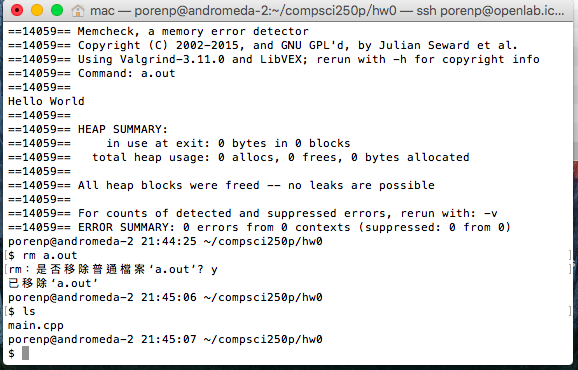 mac — porenp@andromeda-2:~/compsci250p/hw0 — ssh porenp@openlab.ic...
==14059== Memcheck, a memory error detector
==14059== Copyright (C) 2002-2015, and GNU GPL'd, by Julian Seward et al.
==14059== Using Valgrind-3.11.0 and LibVEX; rerun with -h for copyright info
==14059== Command: a.out
==14059==
Hello World
==14059==
==14059== HEAP SUMMARY:
==14059==     in use at exit: 0 bytes in 0 blocks
==14059==   total heap usage: 0 allocs, 0 frees, 0 bytes allocated
==14059==
==14059== All heap blocks were freed -- no leaks are possible
==14059==
==14059== For counts of detected and suppressed errors, rerun with: -v
==14059== ERROR SUMMARY: 0 errors from 0 contexts (suppressed: 0 from 0)
porenp@andromeda-2 21:44:25 ~/compsci250p/hw0
[$ rm a.out ]
[rm：是否移除普通檔案‘a.out’? y ]
已移除‘a.out’
porenp@andromeda-2 21:45:06 ~/compsci250p/hw0
[$ ls ]
main.cpp
porenp@andromeda-2 21:45:07 ~/compsci250p/hw0
$